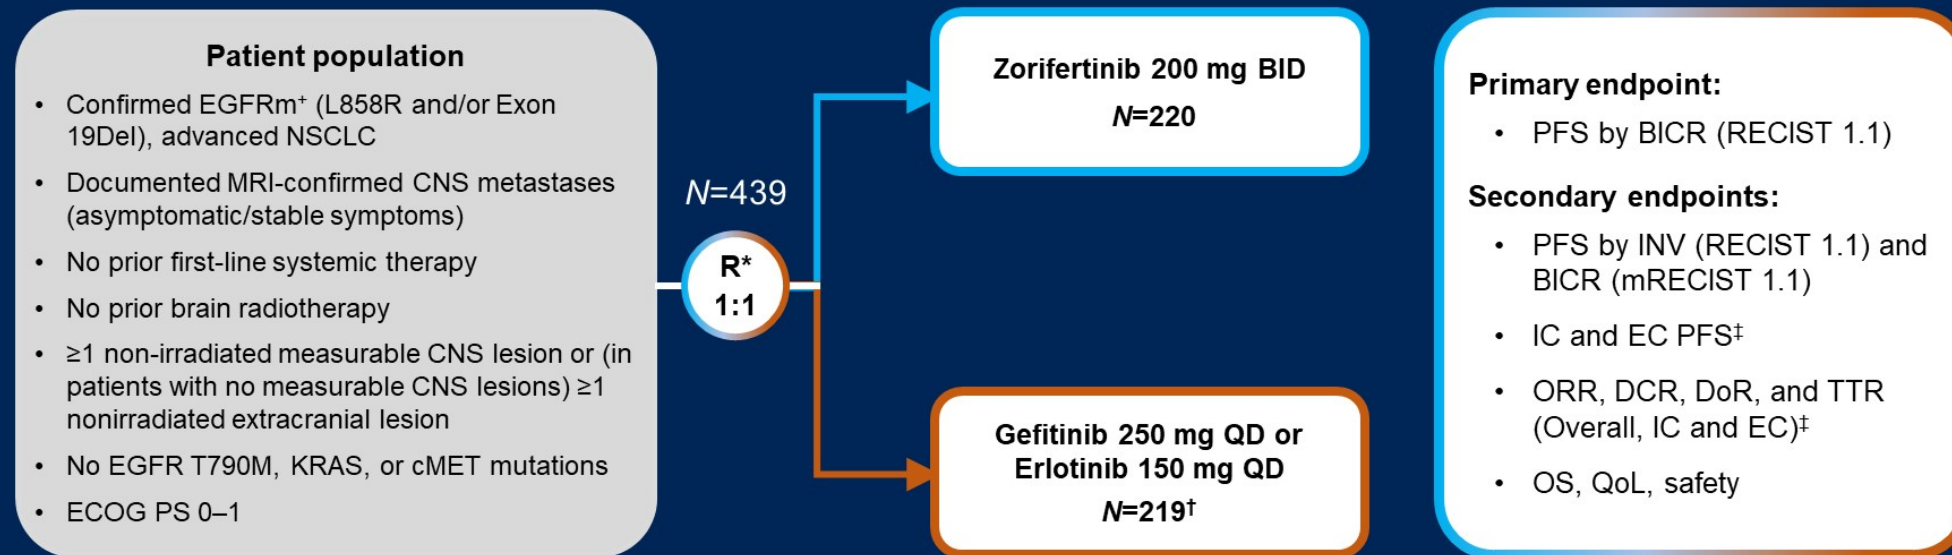 Patient population
• Confirmed EGFRm⁺ (L858R and/or Exon
19Del), advanced NSCLC
• Documented MRI-confirmed CNS metastases
(asymptomatic/stable symptoms)
• No prior first-line systemic therapy
• No prior brain radiotherapy
• ≥1 non-irradiated measurable CNS lesion or (in
patients with no measurable CNS lesions) ≥1
nonirradiated extracranial lesion
• No EGFR T790M, KRAS, or cMET mutations
• ECOG PS 0–1
N=439
R*
1:1
Zorifertinib 200 mg BID
N=220
Gefitinib 250 mg QD or
Erlotinib 150 mg QD
N=219†
Primary endpoint:
• PFS by BICR (RECIST 1.1)
Secondary endpoints:
• PFS by INV (RECIST 1.1) and
BICR (mRECIST 1.1)
• IC and EC PFS‡
• ORR, DCR, DoR, and TTR
(Overall, IC and EC)‡
• OS, QoL, safety